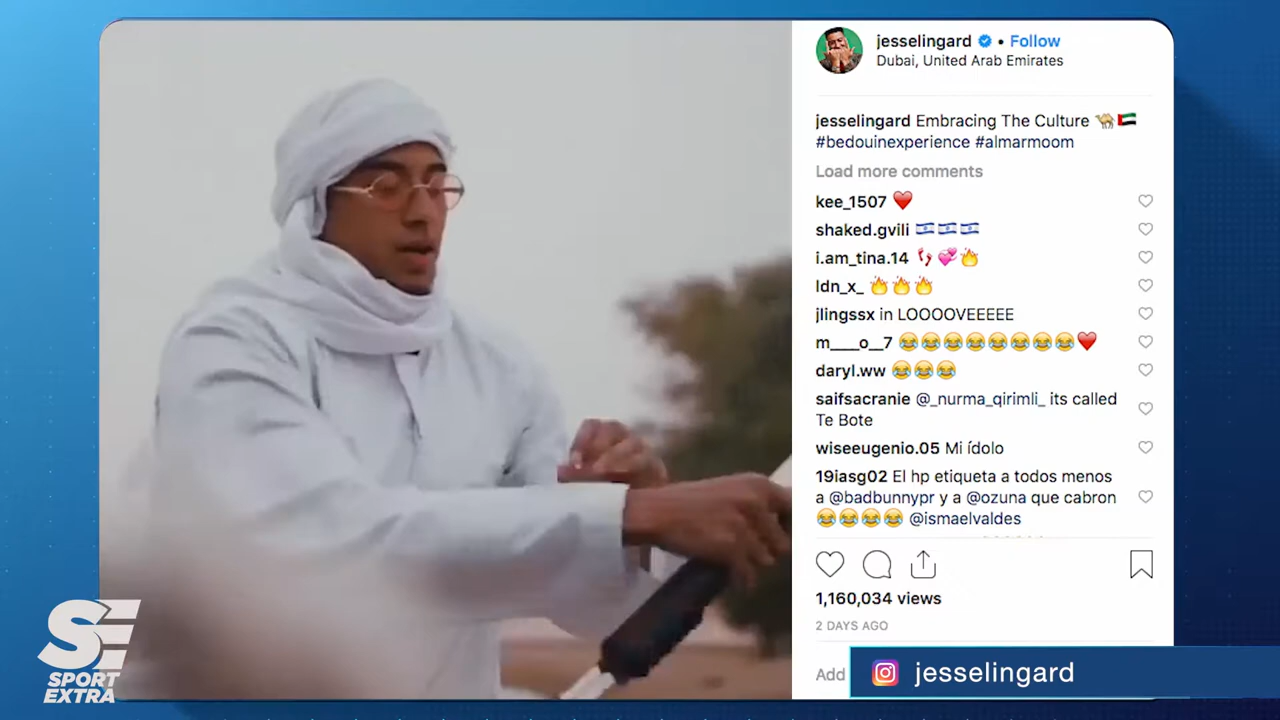 jesselingard • Follow
Dubai, United Arab Emirates
jesselingard Embracing The Culture 🐪🇦🇪
#bedouinexperience #almarmoom
Load more comments
kee_1507 ❤️
shaked.gvili 🇮🇱🇮🇱🇮🇱
i.am_tina.14 👣💞🔥
ldn_x_ 🔥🔥🔥
jlingssx in LOOOOVEEEEE
m___o__7 😂😂😂😂😂😂😂😂❤️
daryl.ww 😂😂😂
saifsacranie @_nurma_qirimli_ its called
Te Bote
wiseeugenio.05 Mi ídolo
19iasg02 El hp etiqueta a todos menos
a @badbunnypr y a @ozuna que cabron
😂😂😂😂 @ismaelvaldes
1,160,034 views
2 DAYS AGO
Add
jesselingard
SE
SPORT
EXTRA